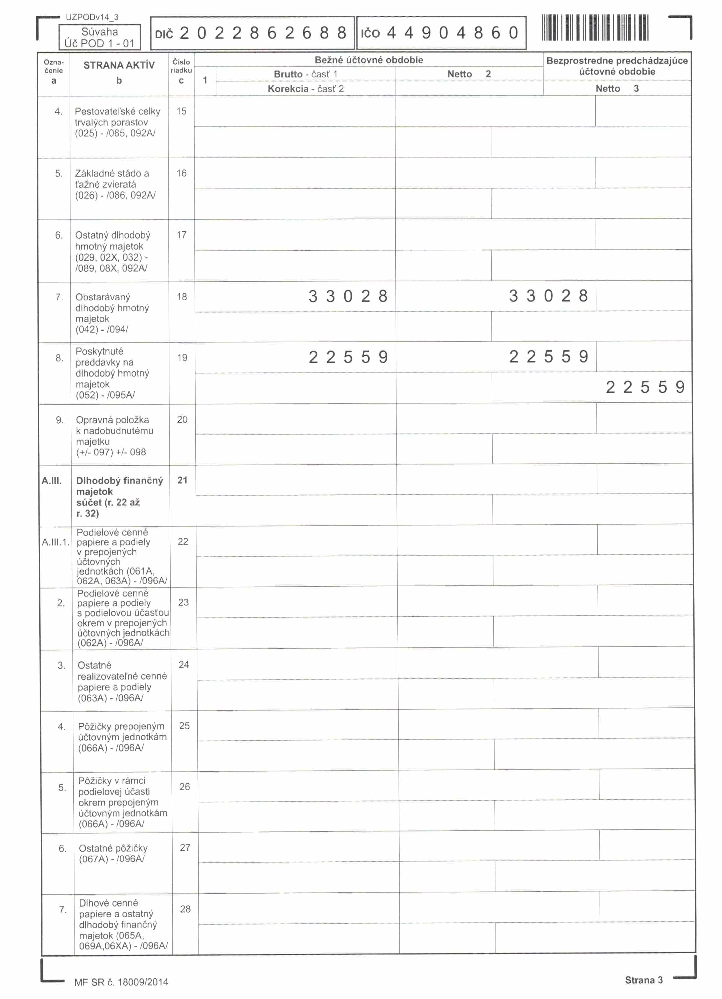 UZPODv14_3
Súvaha
Úč POD 1 - 01
DIČ 2 0 2 2 8 6 2 6 8 8
IČO 4 4 9 0 4 8 6 0
Ozna-
čenie
a
STRANA AKTÍV
b
Číslo
riadku
c
Bežné účtovné obdobie
1
Brutto - časť 1
Korekcia - časť 2
Netto 2
Bezprostredne predchádzajúce
účtovné obdobie
Netto 3
4. Pestovateľské celky 15
trvalých porastov
(025) - /085, 092A/
5. Základné stádo a 16
ťažné zvieratá
(026) - /086, 092A/
6. Ostatný dlhodobý 17
hmotný majetok
(029, 02X, 032) -
/089, 08X, 092A/
7. Obstarávaný 18 3 3 0 2 8 3 3 0 2 8
dlhodobý hmotný
majetok
(042) - /094/
Poskytnuté
8. preddavky na 19 2 2 5 5 9 2 2 5 5 9
dlhodobý hmotný
majetok 2 2 5 5 9
(052) - /095A/
9. Opravná položka 20
k nadobudnutému
majetku
(+/- 097) +/- 098
A.III. Dlhodobý finančný 21
majetok
súčet (r. 22 až
r. 32)
Podielové cenné
A.III.1. papiere a podiely 22
v prepojených
účtovných
jednotkách (061A,
062A, 063A) - /096A/
Podielové cenné
2. papiere a podiely 23
s podielovou účasťou
okrem v prepojených
účtovných jednotkách
(062A) - /096A/
3. Ostatné 24
realizovateľné cenné
papiere a podiely
(063A) - /096A/
4. Pôžičky prepojeným 25
účtovným jednotkám
(066A) - /096A/
Pôžičky v rámci
5. podielovej účasti 26
okrem prepojeným
účtovným jednotkám
(066A) - /096A/
6. Ostatné pôžičky 27
(067A) - /096A/
Dlhové cenné
7. papiere a ostatný 28
dlhodobý finančný
majetok (065A,
069A,06XA) - /096A/
MF SR č. 18009/2014
Strana 3